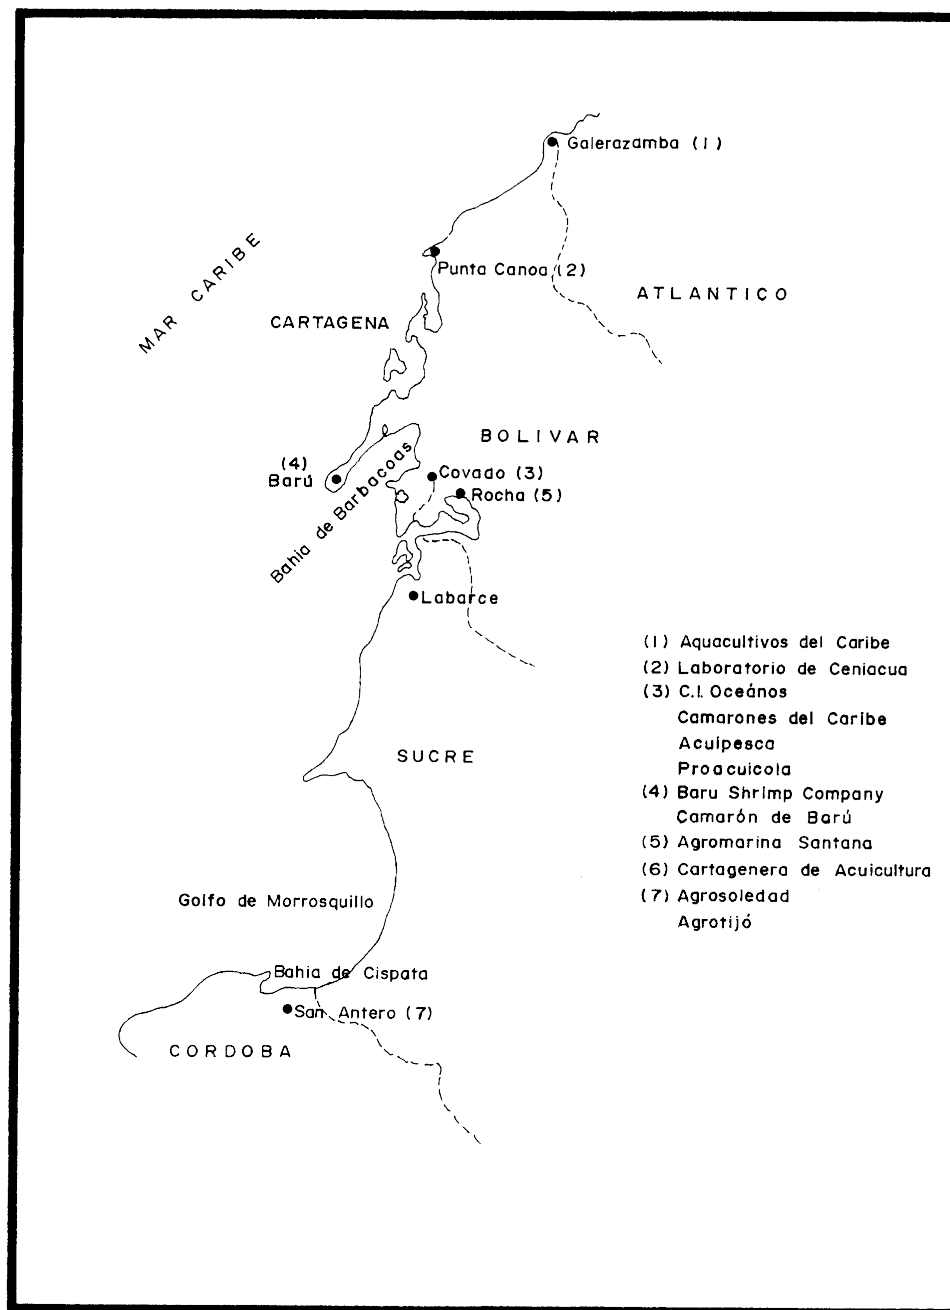 Galerazamba (1)
Punta Canoa (2)
MAR CARIBE
ATLANTICO
CARTAGENA
BOLIVAR
(4)
Barú
Bahia de Barbacoas
Covado (3)
Rocha (5)
Labarce
(1) Aquacultivos del Caribe
(2) Laboratorio de Ceniacua
(3) C.I. Oceános
Camarones del Caribe
Acuipesca
Proacuicola
(4) Baru Shrimp Company
Camarón de Barú
(5) Agromarina Santana
(6) Cartagenera de Acuicultura
(7) Agrosoledad
Agrotijó
SUCRE
Golfo de Morrosquillo
Bahia de Cispata
San Antero (7)
CORDOBA